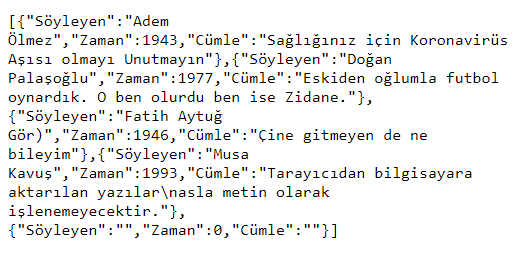 [{"Söyleyen":"Adem
Ölmez","Zaman":1943,"Cümle":"Sağlığınız için Koronavirüs
Aşısı olmayı Unutmayın"},{"Söyleyen":"Doğan
Palaşoğlu","Zaman":1977,"Cümle":"Eskiden oğlumla futbol
oynardık. O ben olurdu ben ise Zidane."},
{"Söyleyen":"Fatih Aytuğ
Gör)","Zaman":1946,"Cümle":"Çine gitmeyen de ne
bileyim"},{"Söyleyen":"Musa
Kavuş","Zaman":1993,"Cümle":"Tarayıcıdan bilgisayara
aktarılan yazılar\nasla metin olarak
işlenemeyecektir."},
{"Söyleyen":"","Zaman":0,"Cümle":""}]